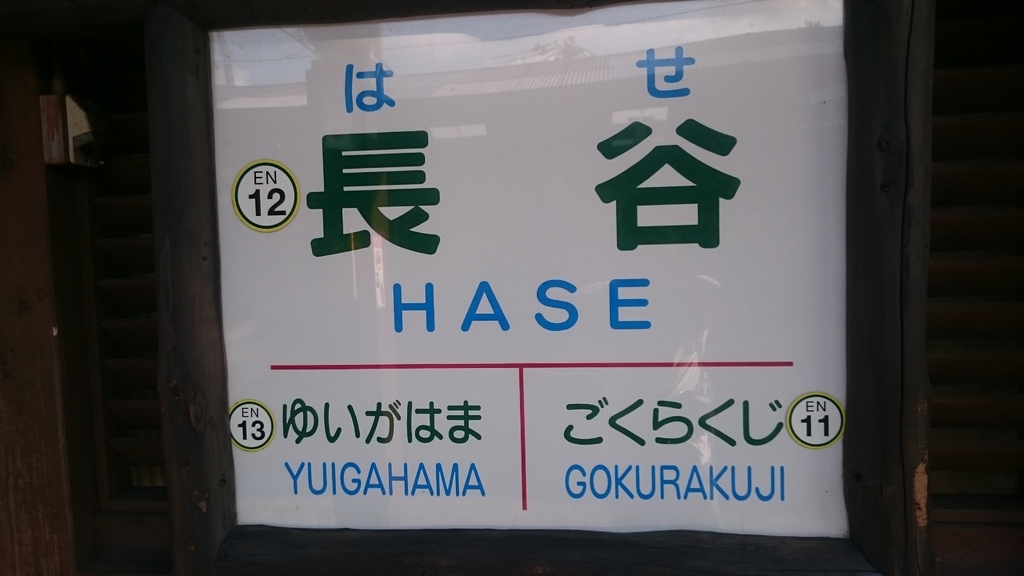 は せ
EN 12 長 谷
HASE
EN 13 ゆいがはま ごくらくじ EN 11
YUIGAHAMA GOKURAKUJI